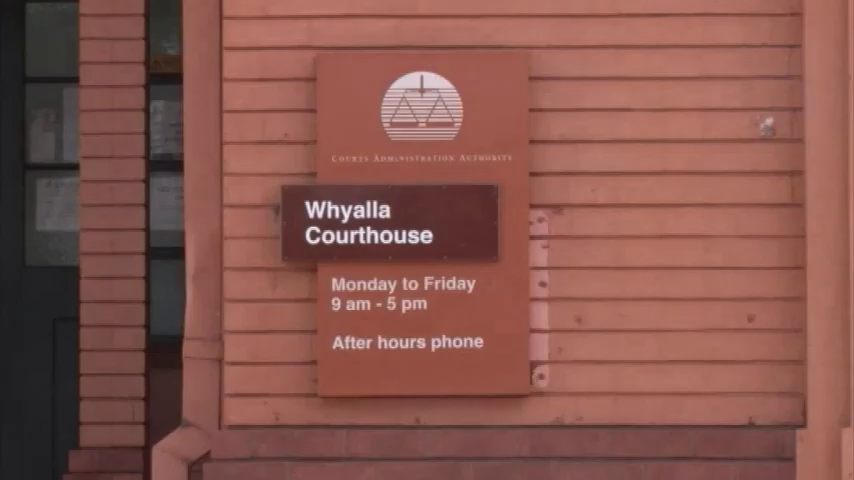 COURTS ADMINISTRATION AUTHORITY
Whyalla
Courthouse
Monday to Friday
9 am - 5 pm
After hours phone